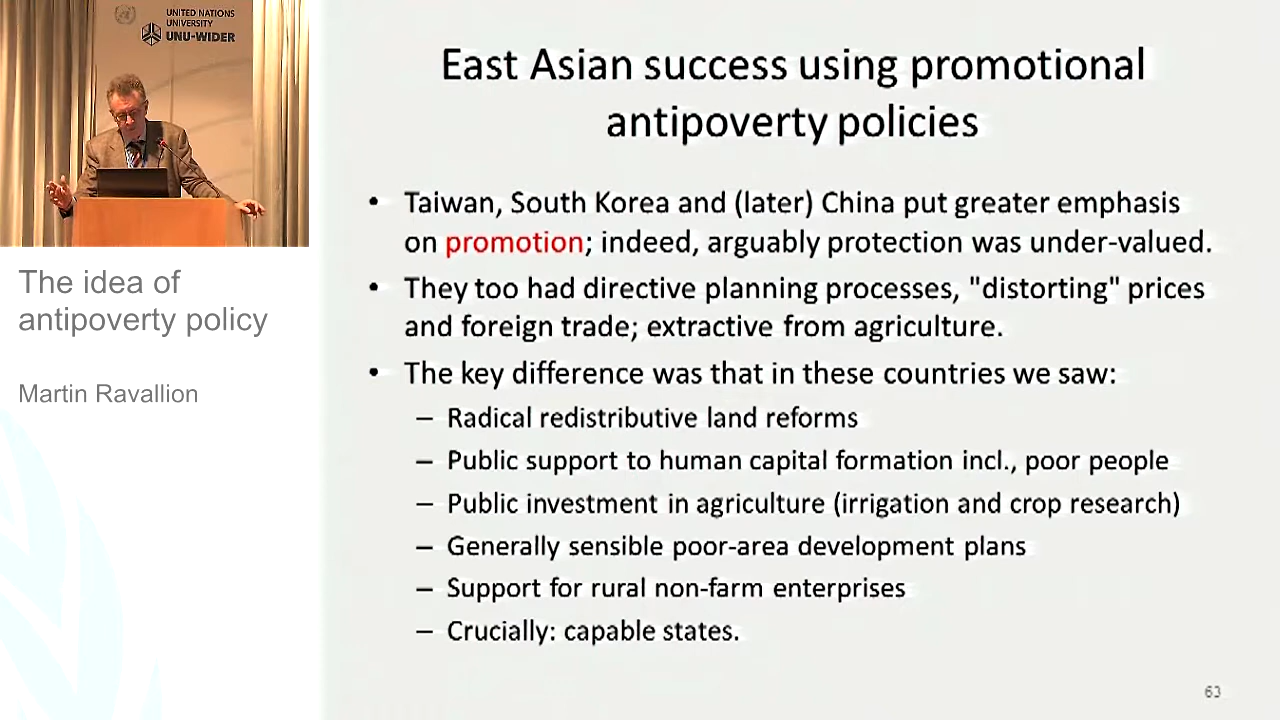 UNITED NATIONS
UNIVERSITY
UNU-WIDER
The idea of
antipoverty policy
Martin Ravallion
East Asian success using promotional
antipoverty policies
• Taiwan, South Korea and (later) China put greater emphasis
on promotion; indeed, arguably protection was under-valued.
• They too had directive planning processes, "distorting" prices
and foreign trade; extractive from agriculture.
• The key difference was that in these countries we saw:
– Radical redistributive land reforms
– Public support to human capital formation incl., poor people
– Public investment in agriculture (irrigation and crop research)
– Generally sensible poor-area development plans
– Support for rural non-farm enterprises
– Crucially: capable states.
63